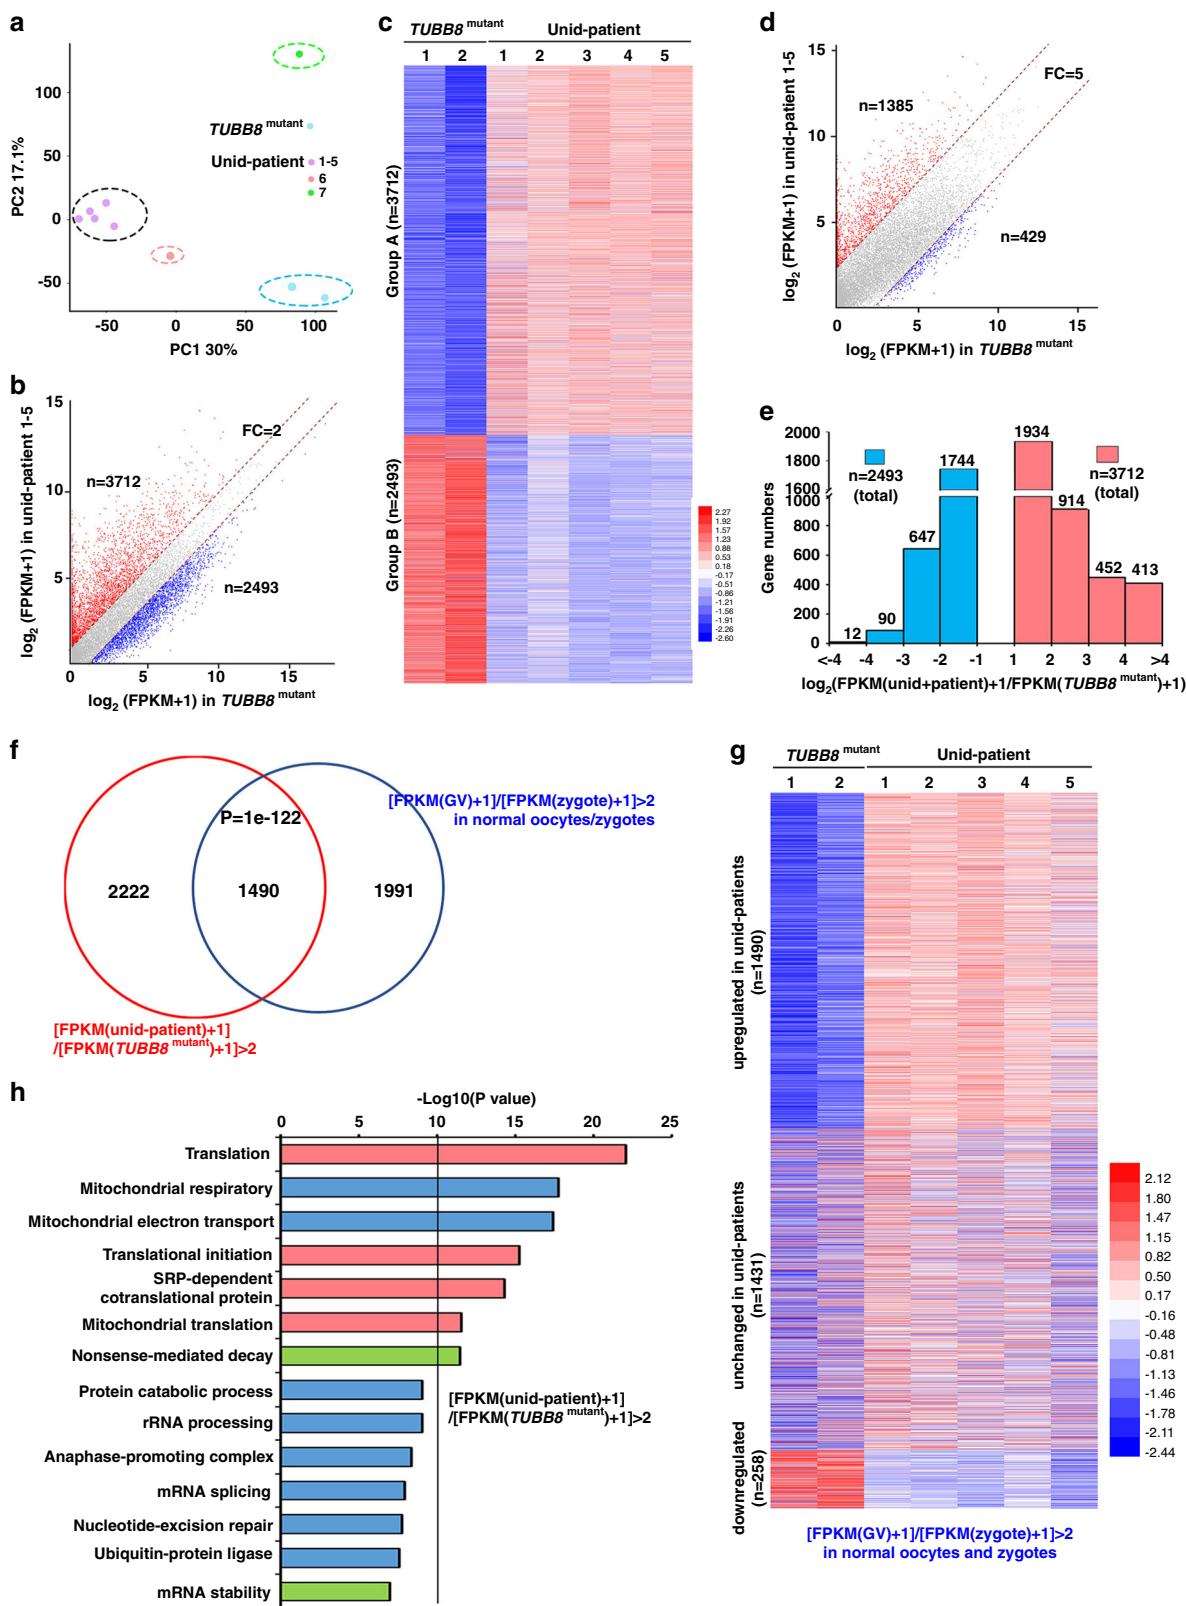 a
PC2 17.1%
100
50
0
-50
-50
0
50
100
PC1 30%
TUBB8 mutant
Unid-patient
1-5
6
7
b
log2 (FPKM+1) in unid-patient 1-5
15
10
5
0
5
10
15
FC=2
n=3712
n=2493
log2 (FPKM+1) in TUBB8 mutant
c
TUBB8 mutant
Unid-patient
1 2 1 2 3 4 5
Group A (n=3712)
Group B (n=2493)
2.27
1.92
1.57
1.23
0.88
0.53
0.18
-0.17
-0.51
-0.86
-1.21
-1.56
-1.91
-2.26
-2.60
d
log2 (FPKM+1) in unid-patient 1-5
15
10
5
0
5
10
15
FC=5
n=1385
n=429
log2 (FPKM+1) in TUBB8 mutant
e
Gene numbers
2000
1800
1600
1000
800
600
400
200
0
n=2493
(total)
n=3712
(total)
12
90
647
1744
1934
914
452
413
<-4 -4 -3 -2 -1 1 2 3 4 >4
log2(FPKM(unid+patient)+1/FPKM(TUBB8 mutant)+1)
f
P=1e-122
[FPKM(GV)+1]/[FPKM(zygote)+1]>2
in normal oocytes/zygotes
2222
1490
1991
[FPKM(unid-patient)+1]
/[FPKM(TUBB8 mutant)+1]>2
g
TUBB8 mutant
Unid-patient
1 2 1 2 3 4 5
upregulated in unid-patients
(n=1490)
unchanged in unid-patients
(n=1431)
downregulated
(n=258)
2.12
1.80
1.47
1.15
0.82
0.50
0.17
-0.16
-0.48
-0.81
-1.13
-1.46
-1.78
-2.11
-2.44
[FPKM(GV)+1]/[FPKM(zygote)+1]>2
in normal oocytes and zygotes
h
-Log10(P value)
0 5 10 15 20 25
Translation
Mitochondrial respiratory
Mitochondrial electron transport
Translational initiation
SRP-dependent
cotranslational protein
Mitochondrial translation
Nonsense-mediated decay
Protein catabolic process
rRNA processing
Anaphase-promoting complex
mRNA splicing
Nucleotide-excision repair
Ubiquitin-protein ligase
mRNA stability
[FPKM(unid-patient)+1]
/[FPKM(TUBB8 mutant)+1]>2